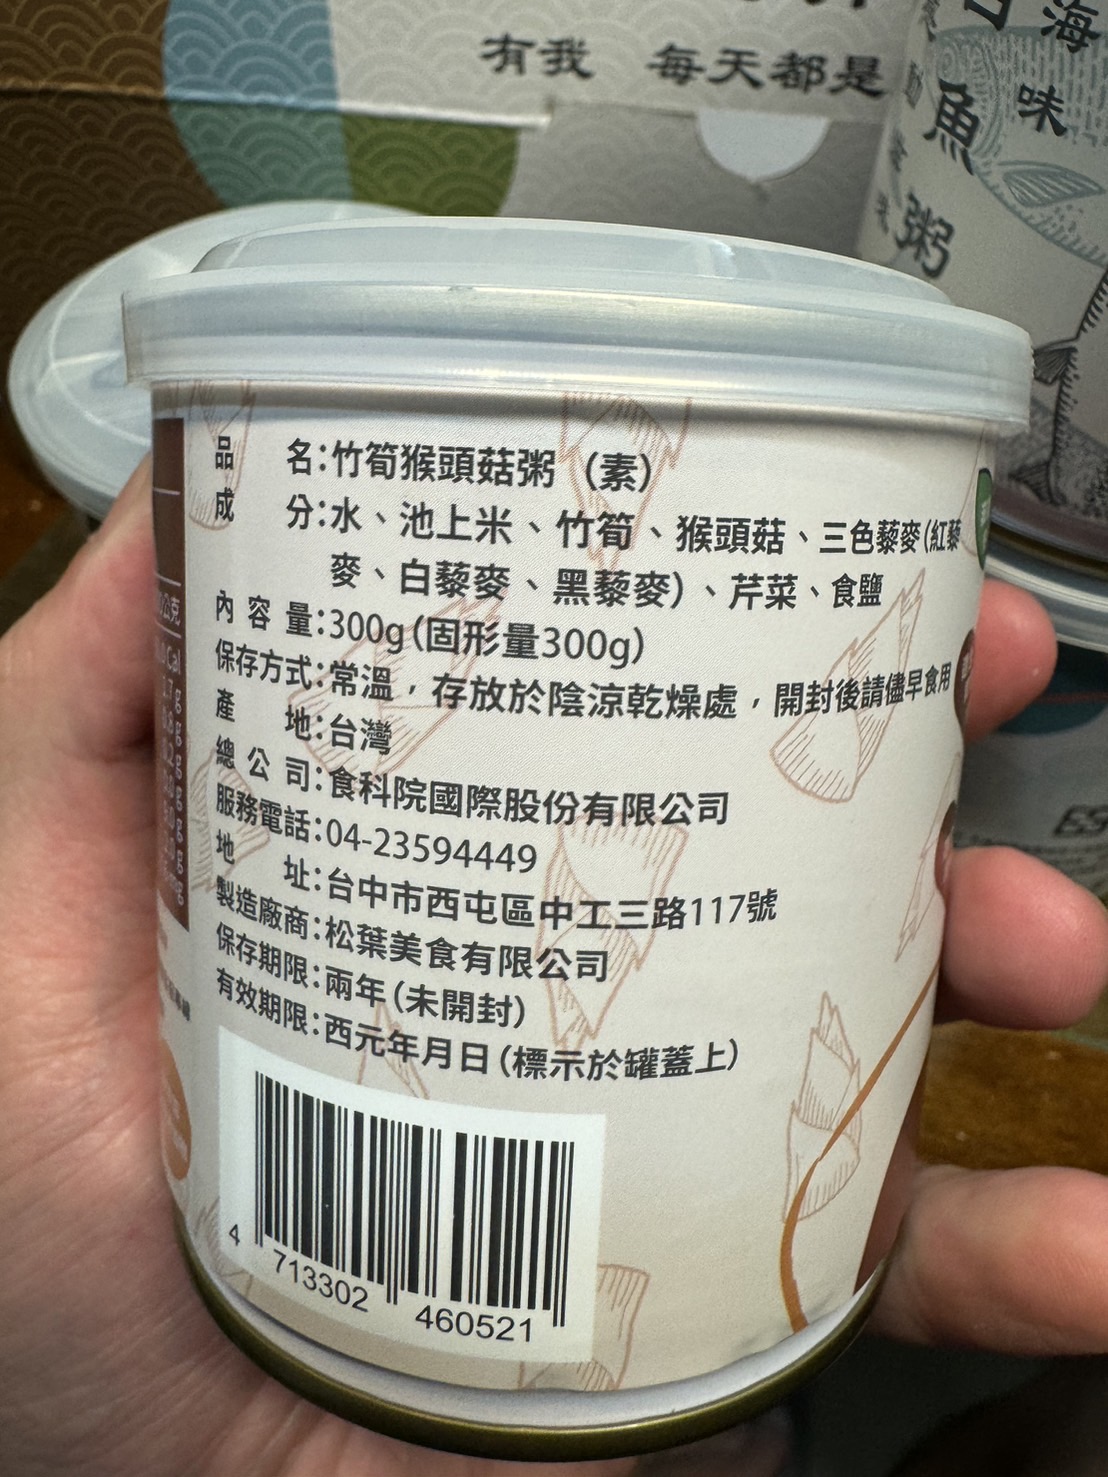 有我 每天都是
海
味
魚
粥
品 名:竹筍猴頭菇粥 (素)
成 分:水、池上米、竹筍、猴頭菇、三色藜麥(紅藜
麥、白藜麥、黑藜麥)、芹菜、食鹽
內容量:300g(固形量300g)
保存方式:常溫,存放於陰涼乾燥處,開封後請儘早食用
產 地:台灣
總公司:食科院國際股份有限公司
服務電話:04-23594449
地 址:台中市西屯區中工三路117號
製造廠商:松葉美食有限公司
保存期限:兩年(未開封)
有效期限:西元年月日(標示於罐蓋上)
4 713302 460521
公克
Cal